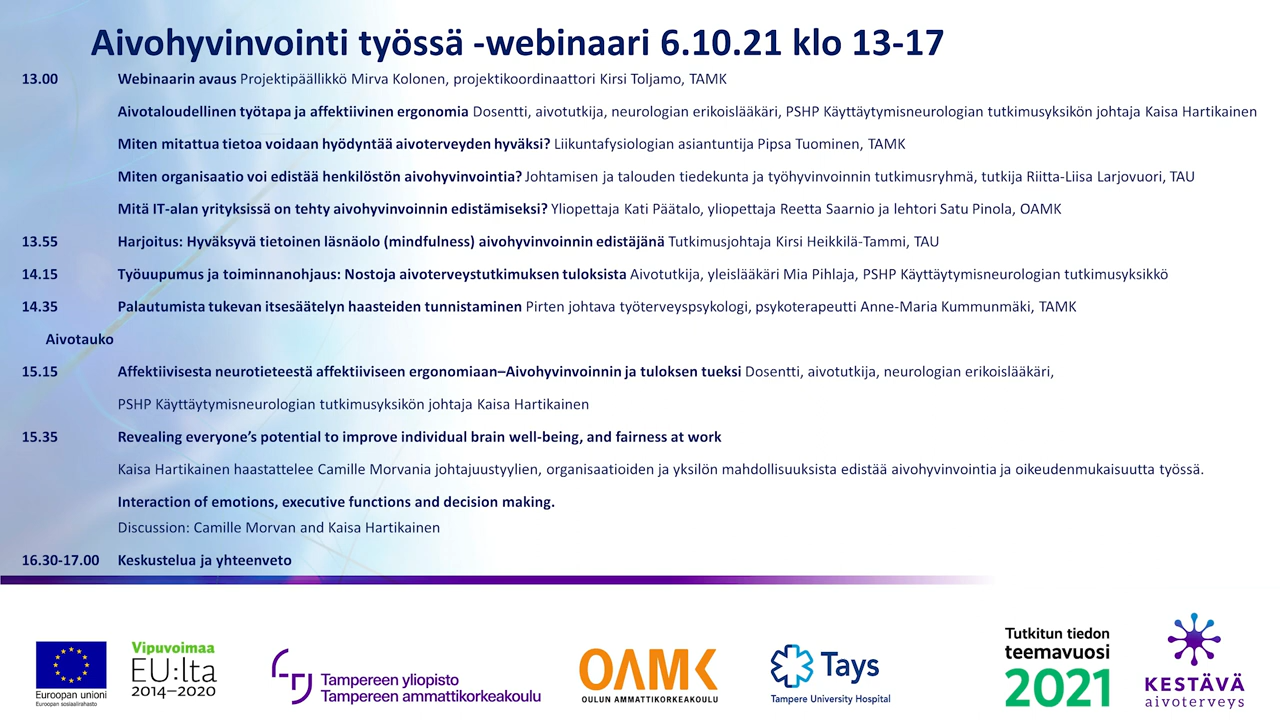 Aivohyvinvointi työssä -webinaari 6.10.21 klo 13-17
13.00 Webinaarin avaus Projektipäällikkö Mirva Kolonen, projektikoordinaattori Kirsi Toljamo, TAMK
Aivotaloudellinen työtapa ja affektiivinen ergonomia Dosentti, aivotutkija, neurologian erikoislääkäri, PSHP Käyttäytymisneurologian tutkimusyksikön johtaja Kaisa Hartikainen
Miten mitattua tietoa voidaan hyödyntää aivoterveyden hyväksi? Liikuntafysiologian asiantuntija Pipsa Tuominen, TAMK
Miten organisaatio voi edistää henkilöstön aivohyvinvointia? Johtamisen ja talouden tiedekunta ja työhyvinvoinnin tutkimusryhmä, tutkija Riitta-Liisa Larjovuori, TAU
Mitä IT-alan yrityksissä on tehty aivohyvinvoinnin edistämiseksi? Yliopettaja Kati Päätalo, yliopettaja Reetta Saarnio ja lehtori Satu Pinola, OAMK
13.55 Harjoitus: Hyväksyvä tietoinen läsnäolo (mindfulness) aivohyvinvoinnin edistäjänä Tutkimusjohtaja Kirsi Heikkilä-Tammi, TAU
14.15 Työuupumus ja toiminnanohjaus: Nostoja aivoterveystutkimuksen tuloksista Aivotutkija, yleislääkäri Mia Pihlaja, PSHP Käyttäytymisneurologian tutkimusyksikkö
14.35 Palautumista tukevan itsesäätelyn haasteiden tunnistaminen Pirten johtava työterveyspsykologi, psykoterapeutti Anne-Maria Kummunmäki, TAMK
Aivotauko
15.15 Affektiivisesta neurotieteestä affektiiviseen ergonomiaan–Aivohyvinvoinnin ja tuloksen tueksi Dosentti, aivotutkija, neurologian erikoislääkäri,
PSHP Käyttäytymisneurologian tutkimusyksikön johtaja Kaisa Hartikainen
15.35 Revealing everyone's potential to improve individual brain well-being, and fairness at work
Kaisa Hartikainen haastattelee Camille Morvania johtajuustyylien, organisaatioiden ja yksilön mahdollisuuksista edistää aivohyvinvointia ja oikeudenmukaisuutta työssä.
Interaction of emotions, executive functions and decision making.
Discussion: Camille Morvan and Kaisa Hartikainen
16.30-17.00 Keskustelua ja yhteenveto
Euroopan unioni
Euroopan sosiaalirahasto
Vipuvoimaa
EU:lta
2014–2020
Tampereen yliopisto
Tampereen ammattikorkeakoulu
OAMK
OULUN AMMATTIKORKEAKOULU
Tays
Tampere University Hospital
Tutkitun tiedon
teemavuosi
2021
KESTÄVÄ
aivoterveys